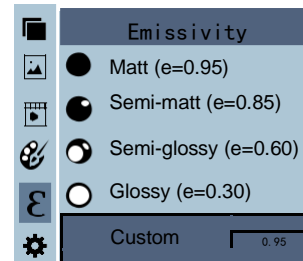 Emissivity
Matt (e=0.95)
Semi-matt (e=0.85)
Semi-glossy (e=0.60)
Glossy (e=0.30)
ε
Custom
0.95